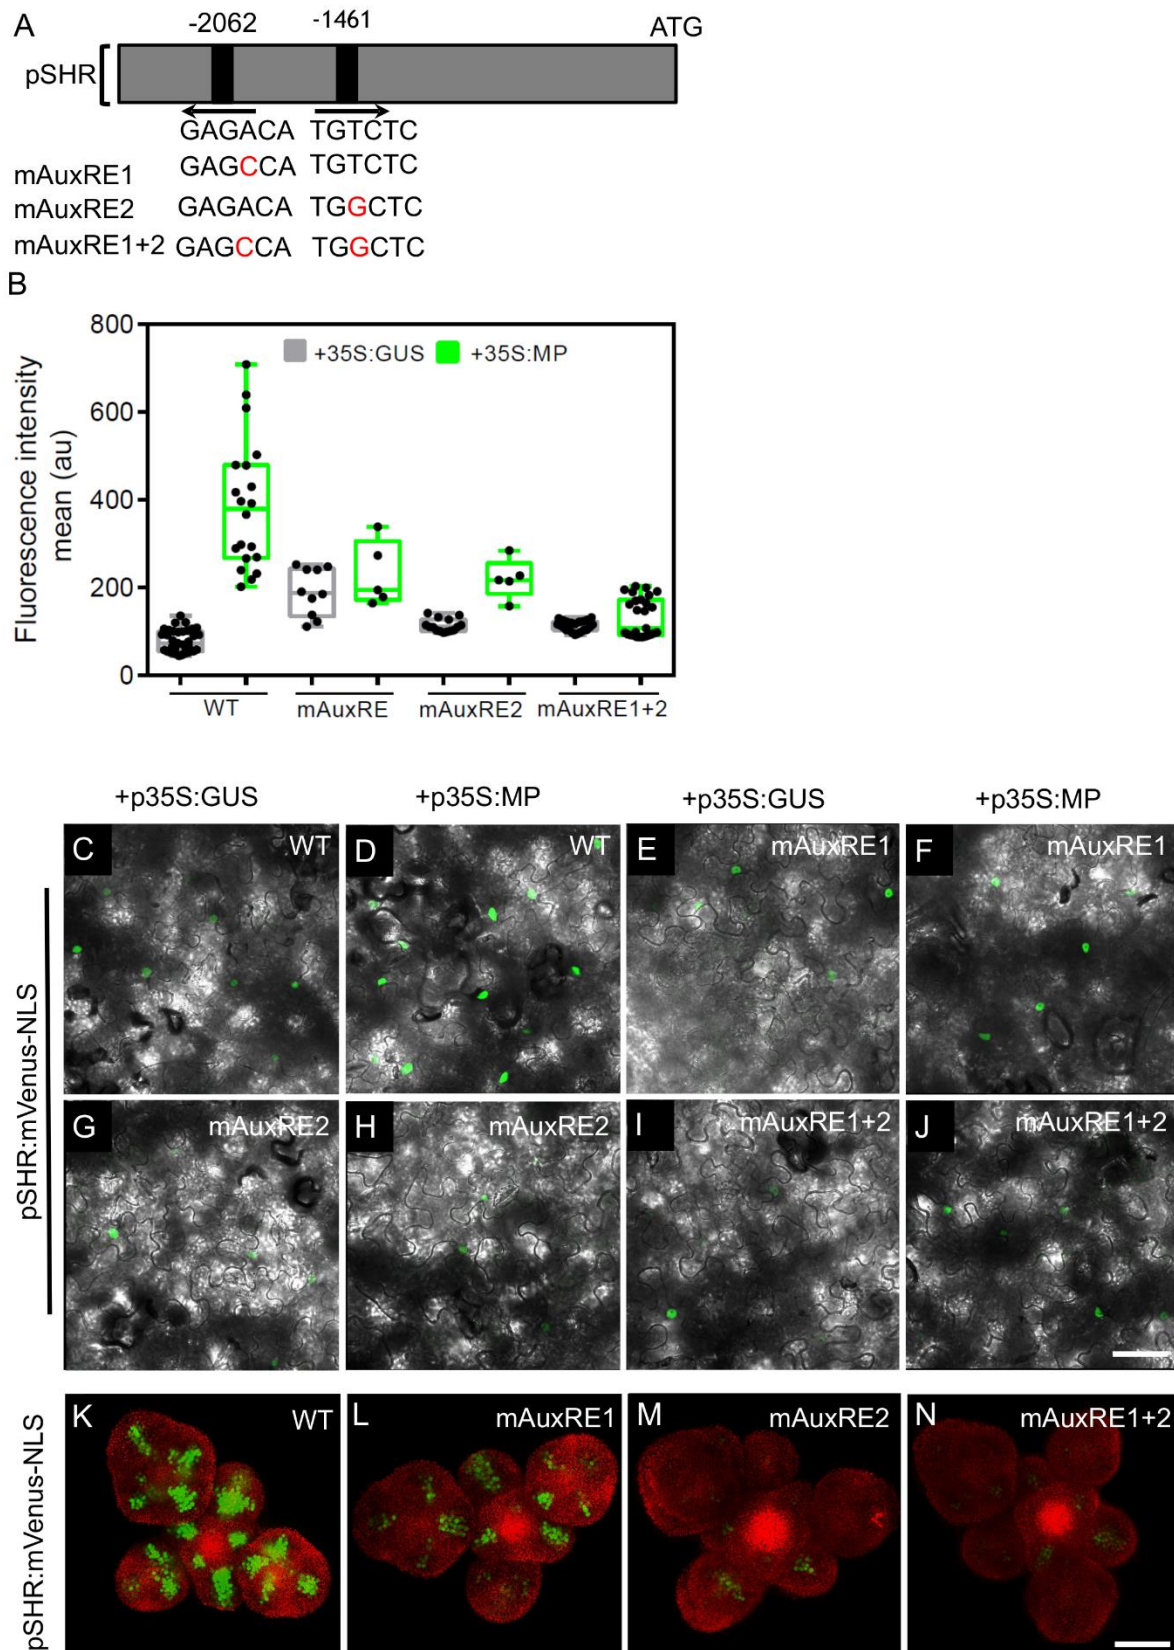 A
-2062 -1461 ATG
pSHR
GAGACA TGTCTC
mAuxRE1 GAGCCA TGTCTC
mAuxRE2 GAGACA TGGCTC
mAuxRE1+2 GAGCCA TGGCTC
B
Fluorescence intensity
mean (au)
800
600
400
200
0
+35S:GUS +35S:MP
WT mAuxRE mAuxRE2 mAuxRE1+2
+p35S:GUS +p35S:MP +p35S:GUS +p35S:MP
pSHR:mVenus-NLS
C WT D WT E mAuxRE1 F mAuxRE1
G mAuxRE2 H mAuxRE2 I mAuxRE1+2 J mAuxRE1+2
pSHR:mVenus-NLS
K WT L mAuxRE1 M mAuxRE2 N mAuxRE1+2